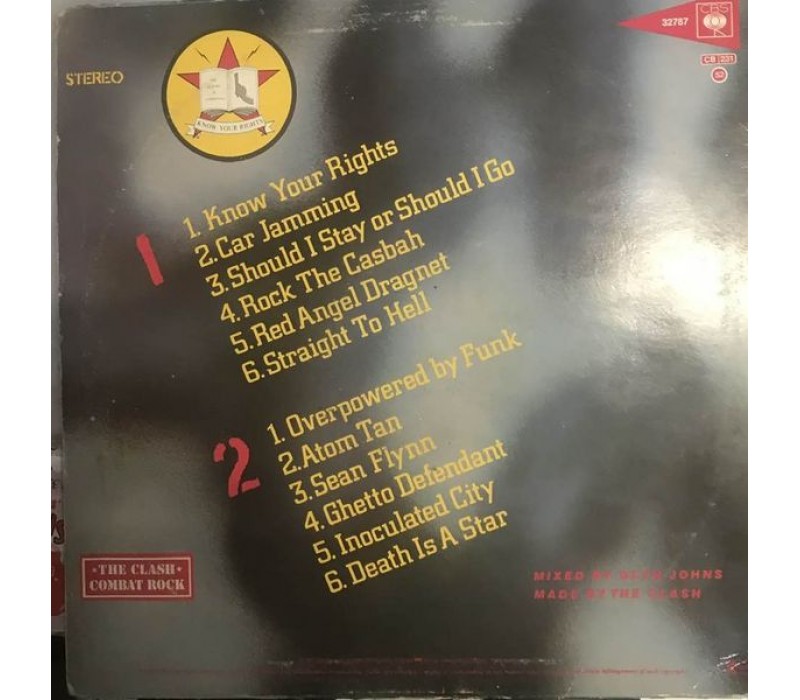 STEREO
KNOW YOUR RIGHTS
32787
CBS
CB 231
52
1
1. Know Your Rights
2. Car Jamming
3. Should I Stay or Should I Go
4. Rock The Casbah
5. Red Angel Dragnet
6. Straight To Hell
2
1. Overpowered by Funk
2. Atom Tan
3. Sean Flynn
4. Ghetto Defendant
5. Inoculated City
6. Death Is A Star
THE CLASH
COMBAT ROCK
MIXED BY GLYN JOHNS
MADE BY THE CLASH